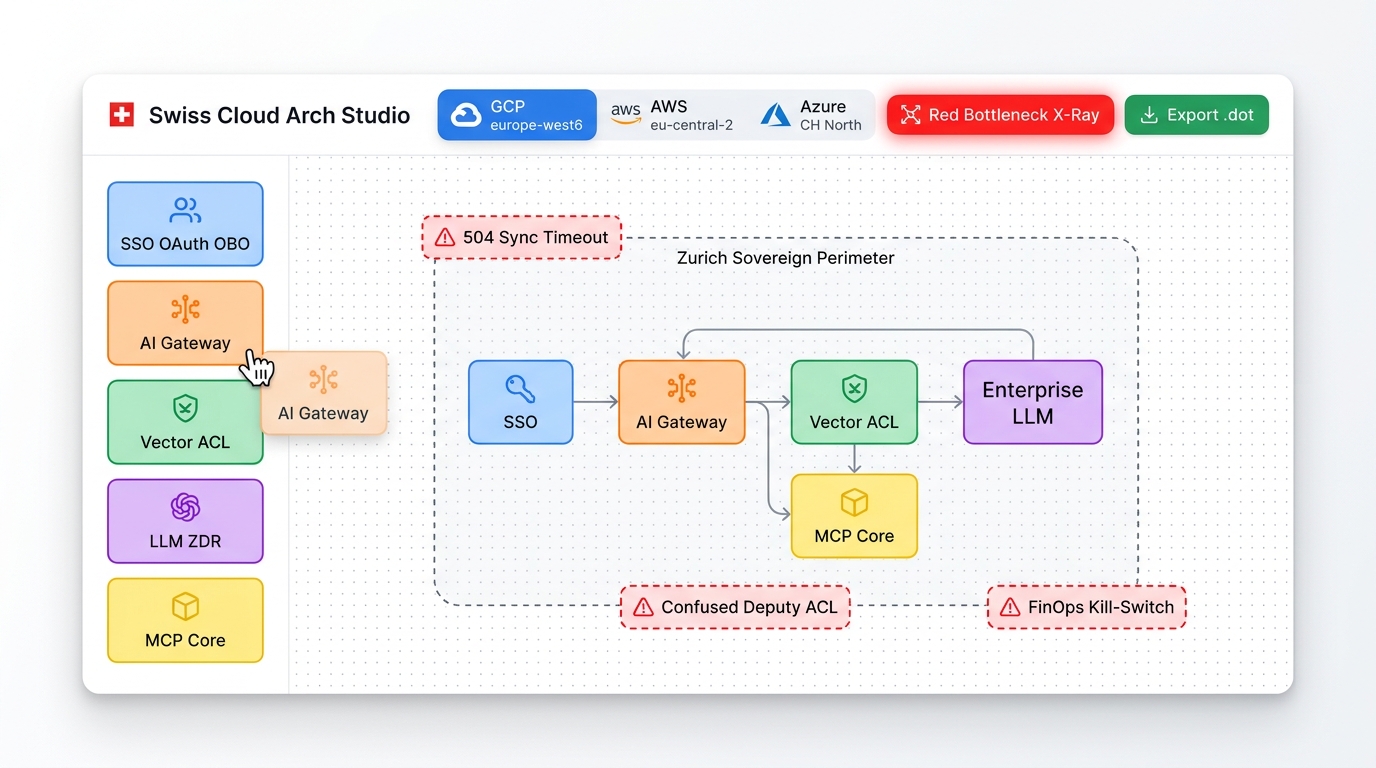 Swiss Cloud Arch Studio
GCP
europe-west6
aws
AWS
eu-central-2
Azure
CH North
Red Bottleneck X-Ray
Export .dot
SSO OAuth OBO
AI Gateway
Vector ACL
LLM ZDR
MCP Core
AI Gateway
504 Sync Timeout
Zurich Sovereign Perimeter
SSO
AI Gateway
Vector ACL
Enterprise
LLM
MCP Core
Confused Deputy ACL
FinOps Kill-Switch